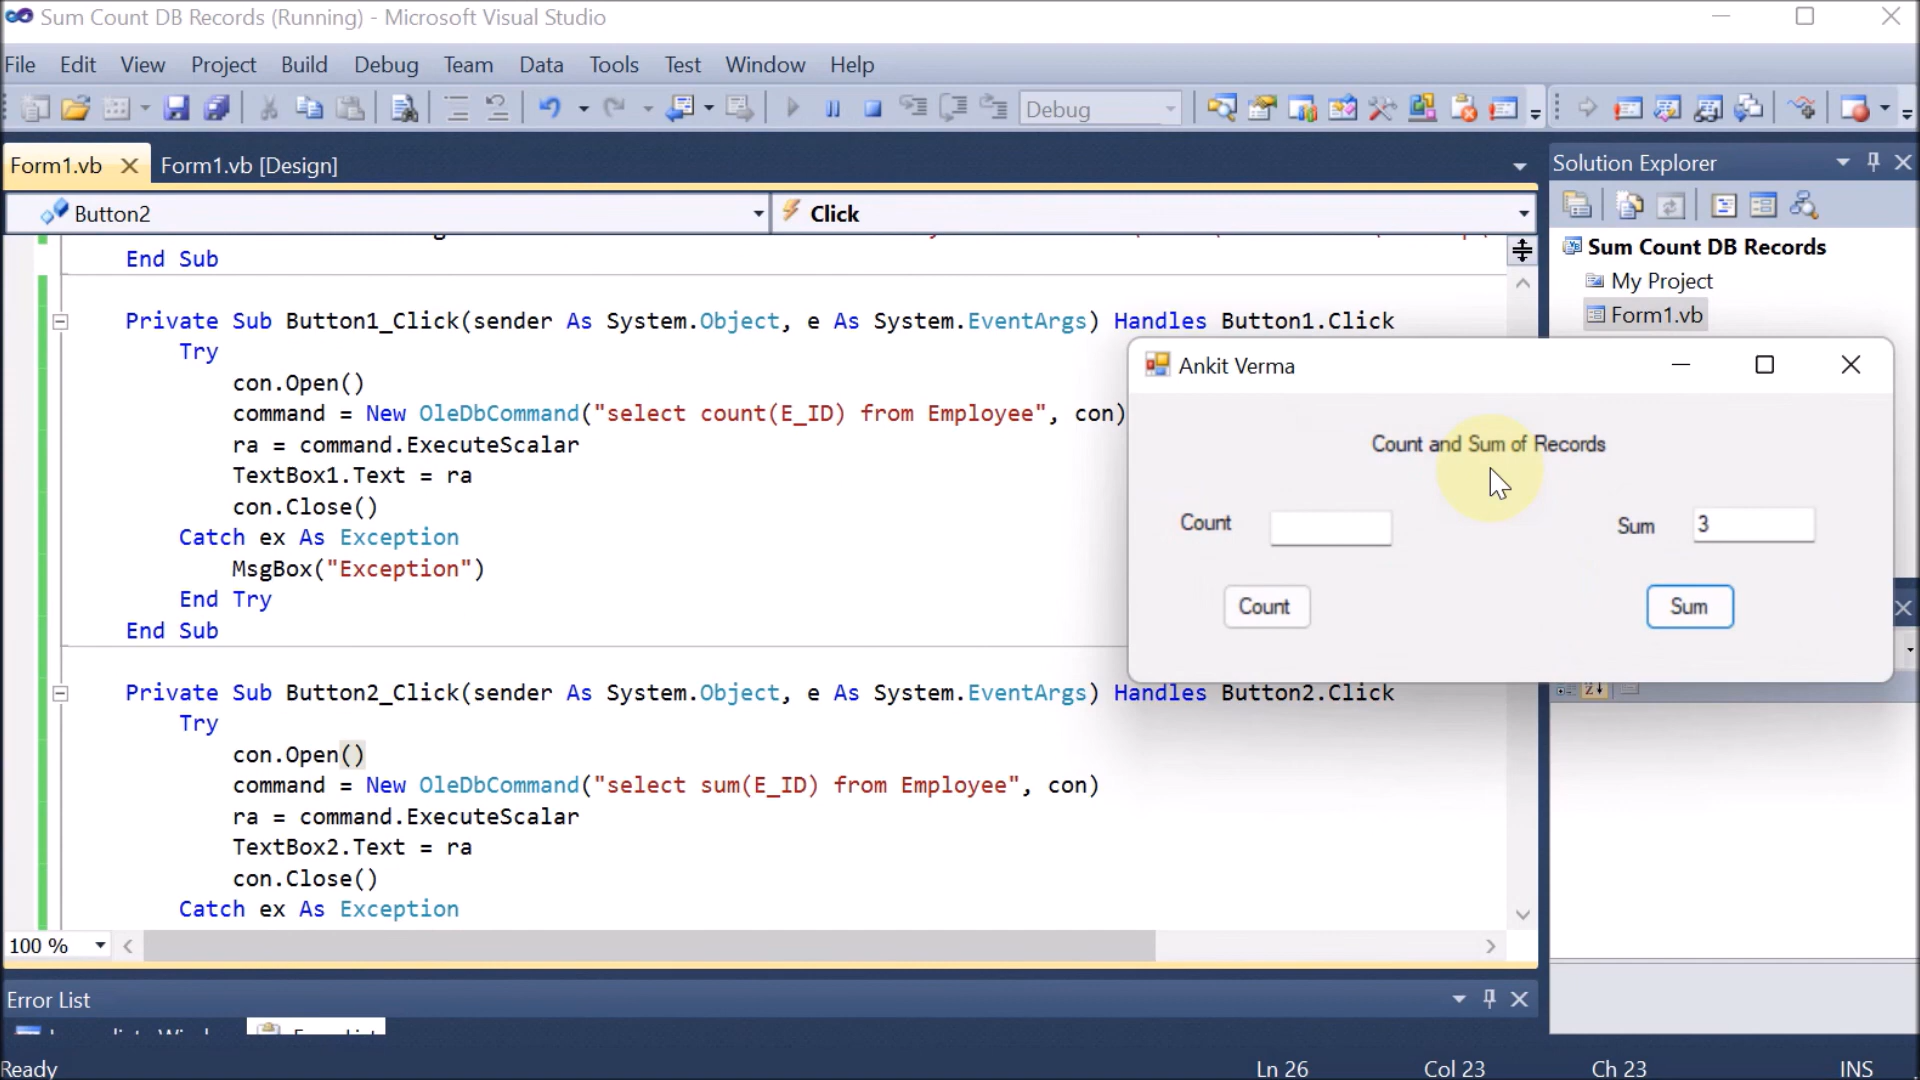 Sum Count DB Records (Running) - Microsoft Visual Studio
File Edit View Project Build Debug Team Data Tools Test Window Help
Debug
Form1.vb Form1.vb [Design]
Solution Explorer
Button2 Click
Sum Count DB Records
My Project
Form1.vb
End Sub
Private Sub Button1_Click(sender As System.Object, e As System.EventArgs) Handles Button1.Click
Try
con.Open()
command = New OleDbCommand("select count(E_ID) from Employee", con)
ra = command.ExecuteScalar
TextBox1.Text = ra
con.Close()
Catch ex As Exception
MsgBox("Exception")
End Try
End Sub
Private Sub Button2_Click(sender As System.Object, e As System.EventArgs) Handles Button2.Click
Try
con.Open()
command = New OleDbCommand("select sum(E_ID) from Employee", con)
ra = command.ExecuteScalar
TextBox2.Text = ra
con.Close()
Catch ex As Exception
Ankit Verma
Count and Sum of Records
Count Sum 3
Count Sum
100 %
Error List
Ready Ln 26 Col 23 Ch 23 INS